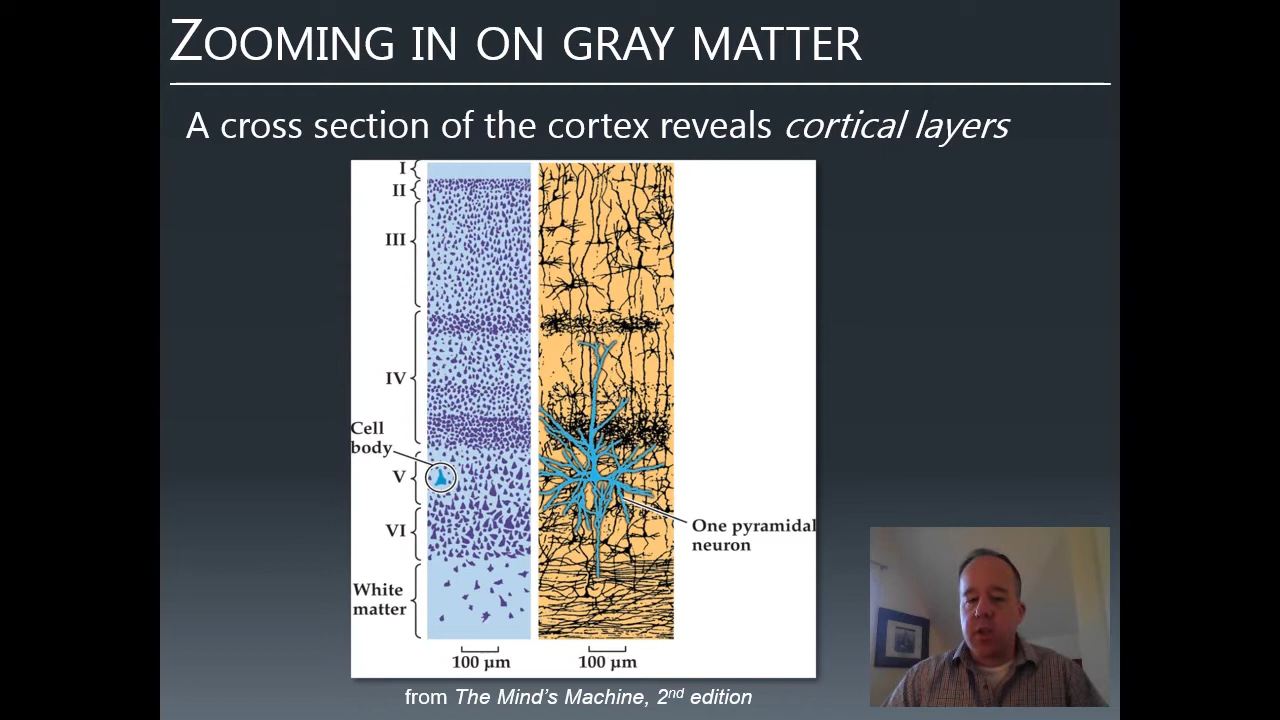 ZOOMING IN ON GRAY MATTER
A cross section of the cortex reveals cortical layers
I
II
III
IV
Cell
body
V
VI
White
matter
One pyramidal
neuron
100 µm
100 µm
from The Mind's Machine, 2nd edition